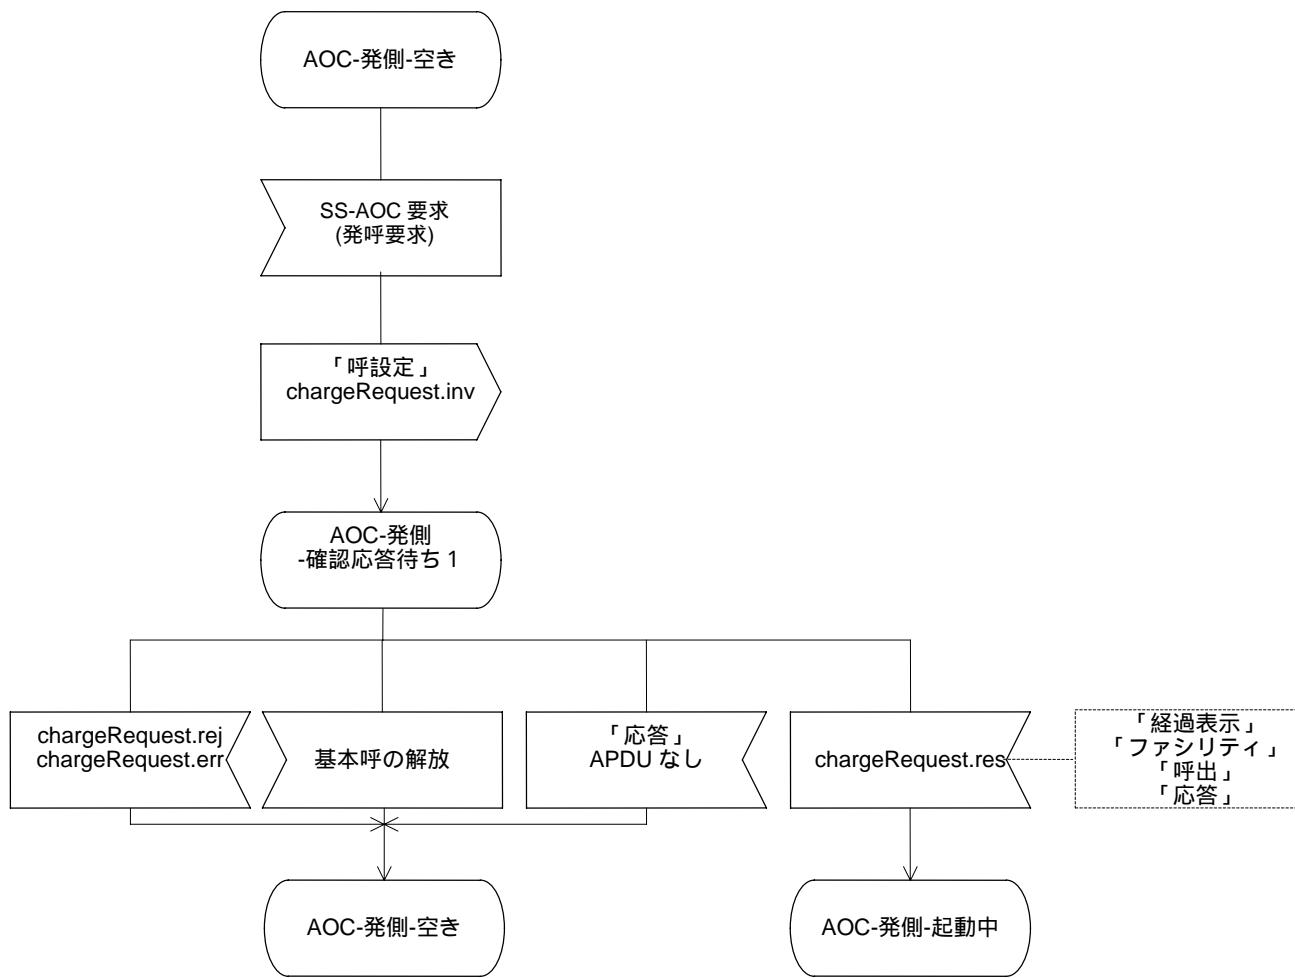 AOC-発側-空き
SS-AOC 要求
(発呼要求)
「呼設定」
chargeRequest.inv
AOC-発側
-確認応答待ち 1
chargeRequest.rej
chargeRequest.err
基本呼の解放
「応答」
APDU なし
chargeRequest.res
「経過表示」
「ファシリティ」
「呼出」
「応答」
AOC-発側-空き
AOC-発側-起動中